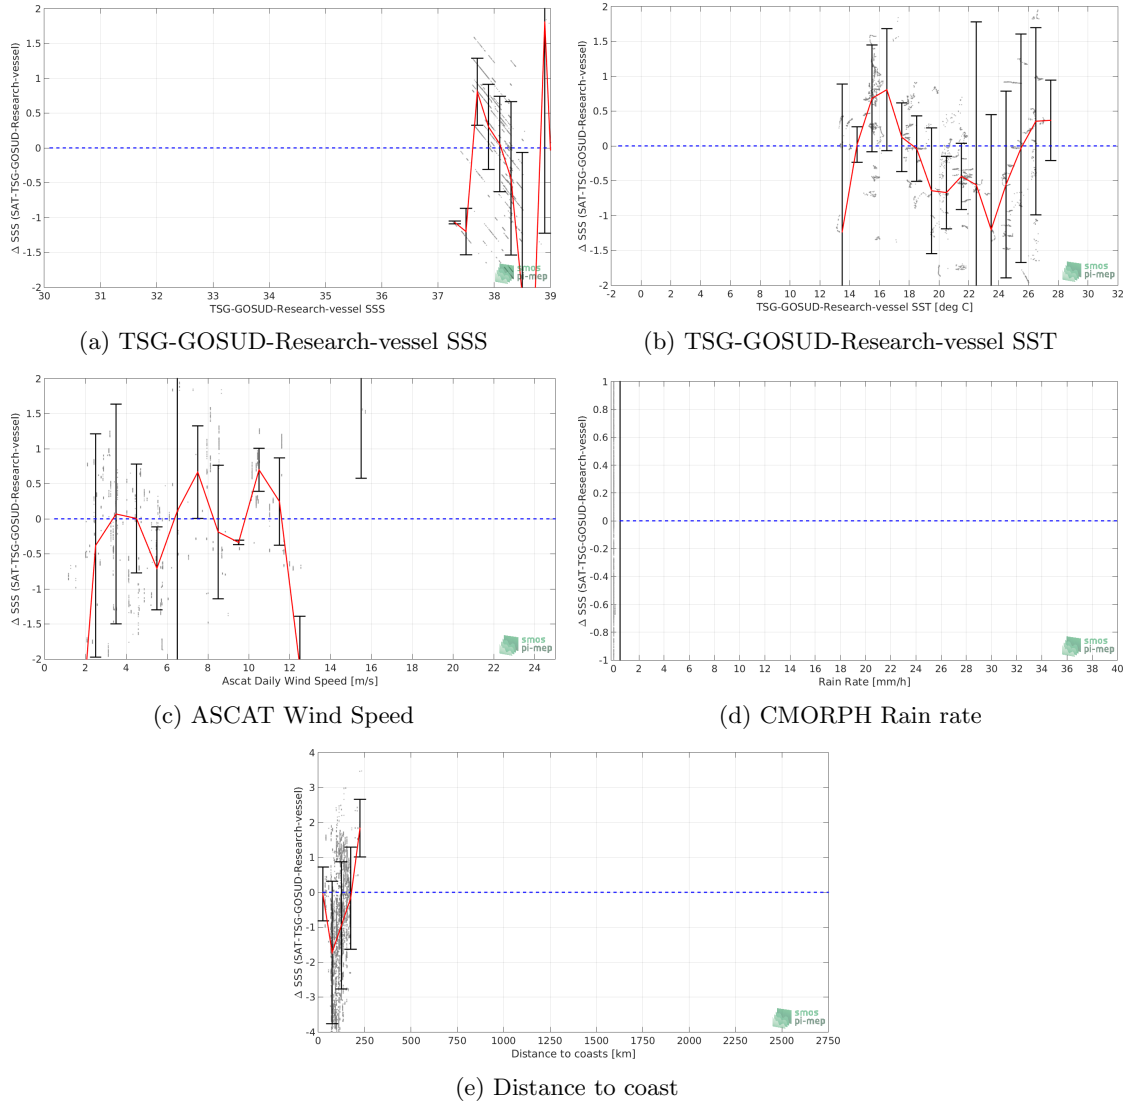 Δ SSS (SAT-TSG-GOSUD-Research-vessel)
2
1.5
1
0.5
0
-0.5
-1
-1.5
-2
30 31 32 33 34 35 36 37 38 39
TSG-GOSUD-Research-vessel SSS
smos
pi-mep
(a) TSG-GOSUD-Research-vessel SSS
Δ SSS (SAT-TSG-GOSUD-Research-vessel)
2
1.5
1
0.5
0
-0.5
-1
-1.5
-2
-2 0 2 4 6 8 10 12 14 16 18 20 22 24 26 28 30 32
TSG-GOSUD-Research-vessel SST [deg C]
smos
pi-mep
(b) TSG-GOSUD-Research-vessel SST
Δ SSS (SAT-TSG-GOSUD-Research-vessel)
2
1.5
1
0.5
0
-0.5
-1
-1.5
-2
0 2 4 6 8 10 12 14 16 18 20 22 24
Ascat Daily Wind Speed [m/s]
smos
pi-mep
(c) ASCAT Wind Speed
Δ SSS (SAT-TSG-GOSUD-Research-vessel)
1
0.8
0.6
0.4
0.2
0
-0.2
-0.4
-0.6
-0.8
-1
0 2 4 6 8 10 12 14 16 18 20 22 24 26 28 30 32 34 36 38 40
Rain Rate [mm/h]
smos
pi-mep
(d) CMORPH Rain rate
Δ SSS (SAT-TSG-GOSUD-Research-vessel)
4
3
2
1
0
-1
-2
-3
-4
0 250 500 750 1000 1250 1500 1750 2000 2250 2500 2750
Distance to coasts [km]
smos
pi-mep
(e) Distance to coast